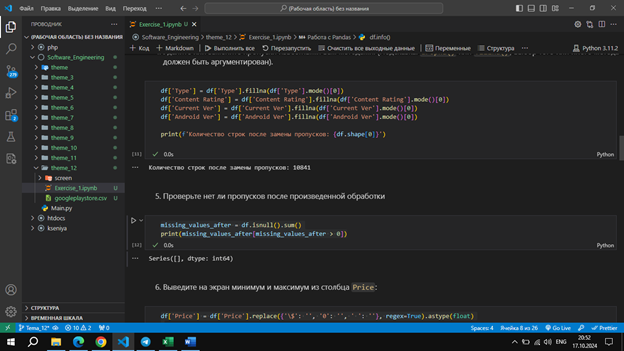 Файл Правка Выделение Вид Переход ...
(Рабочая область) без названия
ПРОВОДНИК
Exercise_1.ipynb U
(РАБОЧАЯ ОБЛАСТЬ) БЕЗ НАЗВАНИЯ
Software_Engineering > theme_12 > Exercise_1.ipynb > Работа с Pandas > df.info()
Код + Markdown Выполнить все Перезапустить Очистить все выходные данные Переменные Структура ... Python 3.11.2
php
Software_Engineering
theme
theme_3
theme_4
theme_5
theme_6
theme_7
theme_8
theme_9
theme_10
theme_11
theme_12
screen
Exercise_1.ipynb U
googleplaystore.csv U
Main.py
htdocs
kseniya
СТРУКТУРА
ВРЕМЕННАЯ ШКАЛА
должен быть аргументирован).
df['Type'] = df['Type'].fillna(df['Type'].mode()[0])
df['Content Rating'] = df['Content Rating'].fillna(df['Content Rating'].mode()[0])
df['Current Ver'] = df['Current Ver'].fillna(df['Current Ver'].mode()[0])
df['Android Ver'] = df['Android Ver'].fillna(df['Android Ver'].mode()[0])
print(f'Количество строк после замены пропусков: {df.shape[0]}')
[11] 0.0s Python
Количество строк после замены пропусков: 10841
5. Проверьте нет ли пропусков после произведенной обработки
missing_values_after = df.isnull().sum()
print(missing_values_after[missing_values_after > 0])
[12] 0.0s Python
Series([], dtype: int64)
6. Выведите на экран минимум и максимум из столбца Price:
df['Price'] = df['Price'].replace({'\$': '', '0': '', ' ': ''}, regex=True).astype(float)
Tema_12* 10 2 0 Spaces: 4 Ячейка 8 из 26 Go Live Prettier
ENG
20:52
17.10.2024